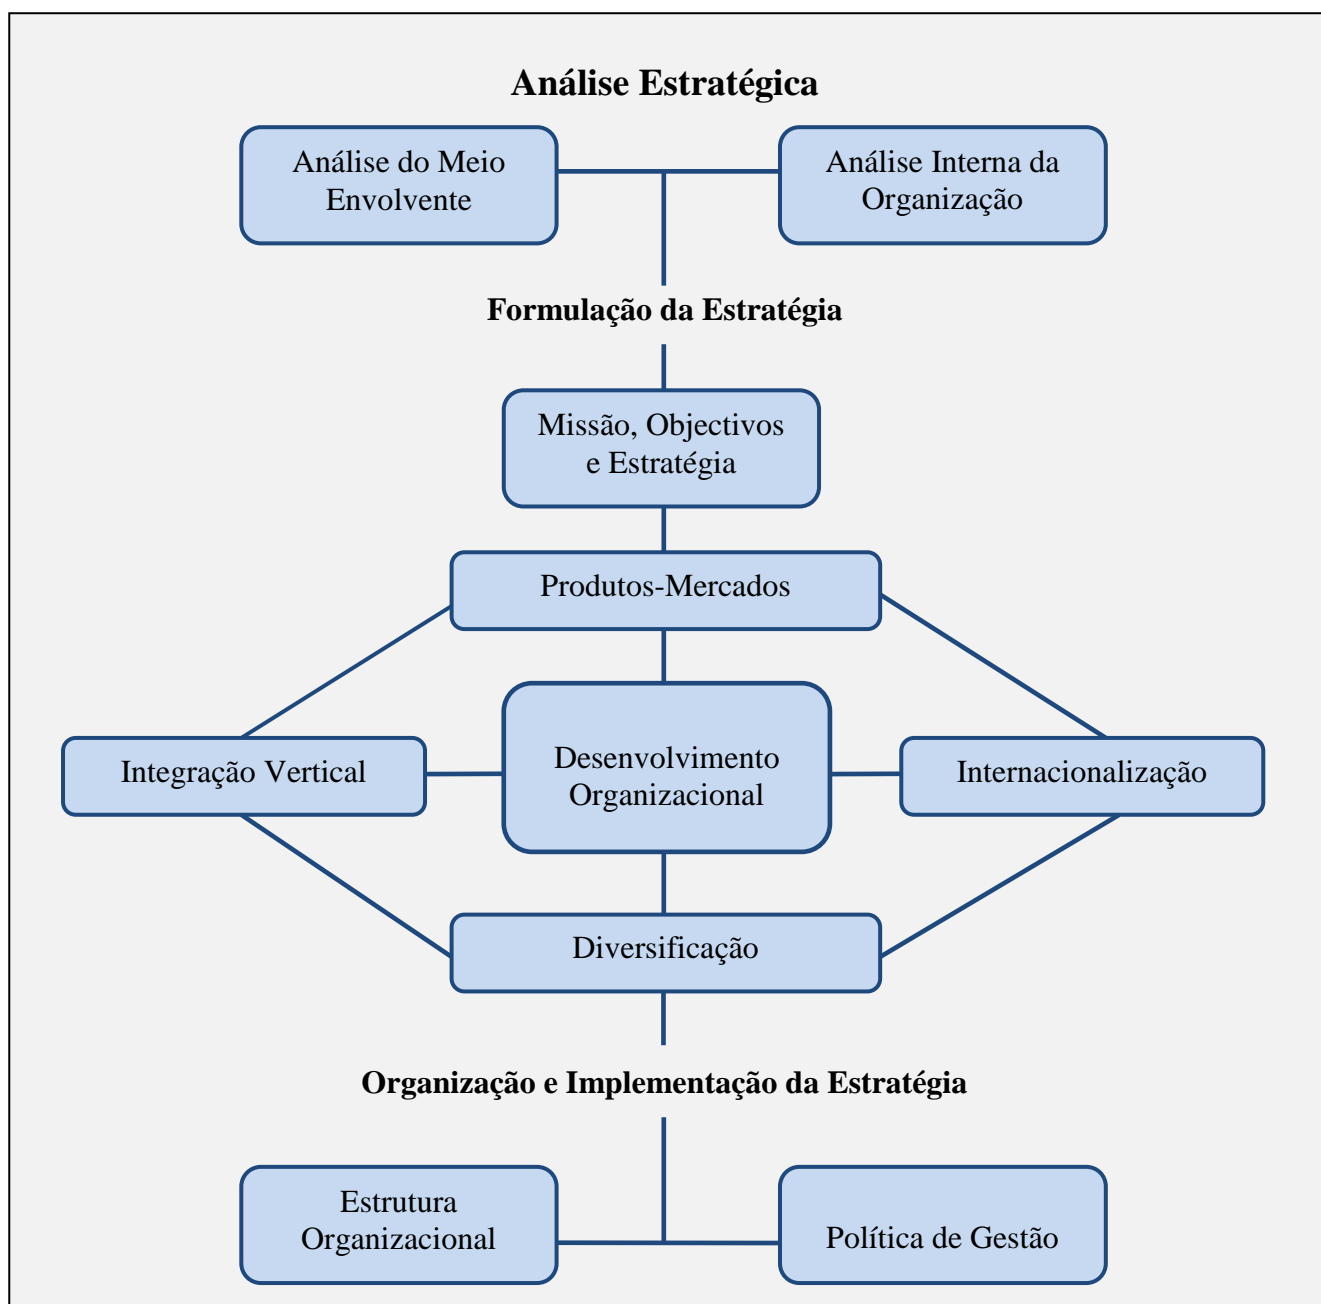 Análise Estratégica
Análise do Meio
Envolvente
Análise Interna da
Organização
Formulação da Estratégia
Missão, Objectivos
e Estratégia
Produtos-Mercados
Integração Vertical
Desenvolvimento
Organizacional
Internacionalização
Diversificação
Organização e Implementação da Estratégia
Estrutura
Organizacional
Política de Gestão